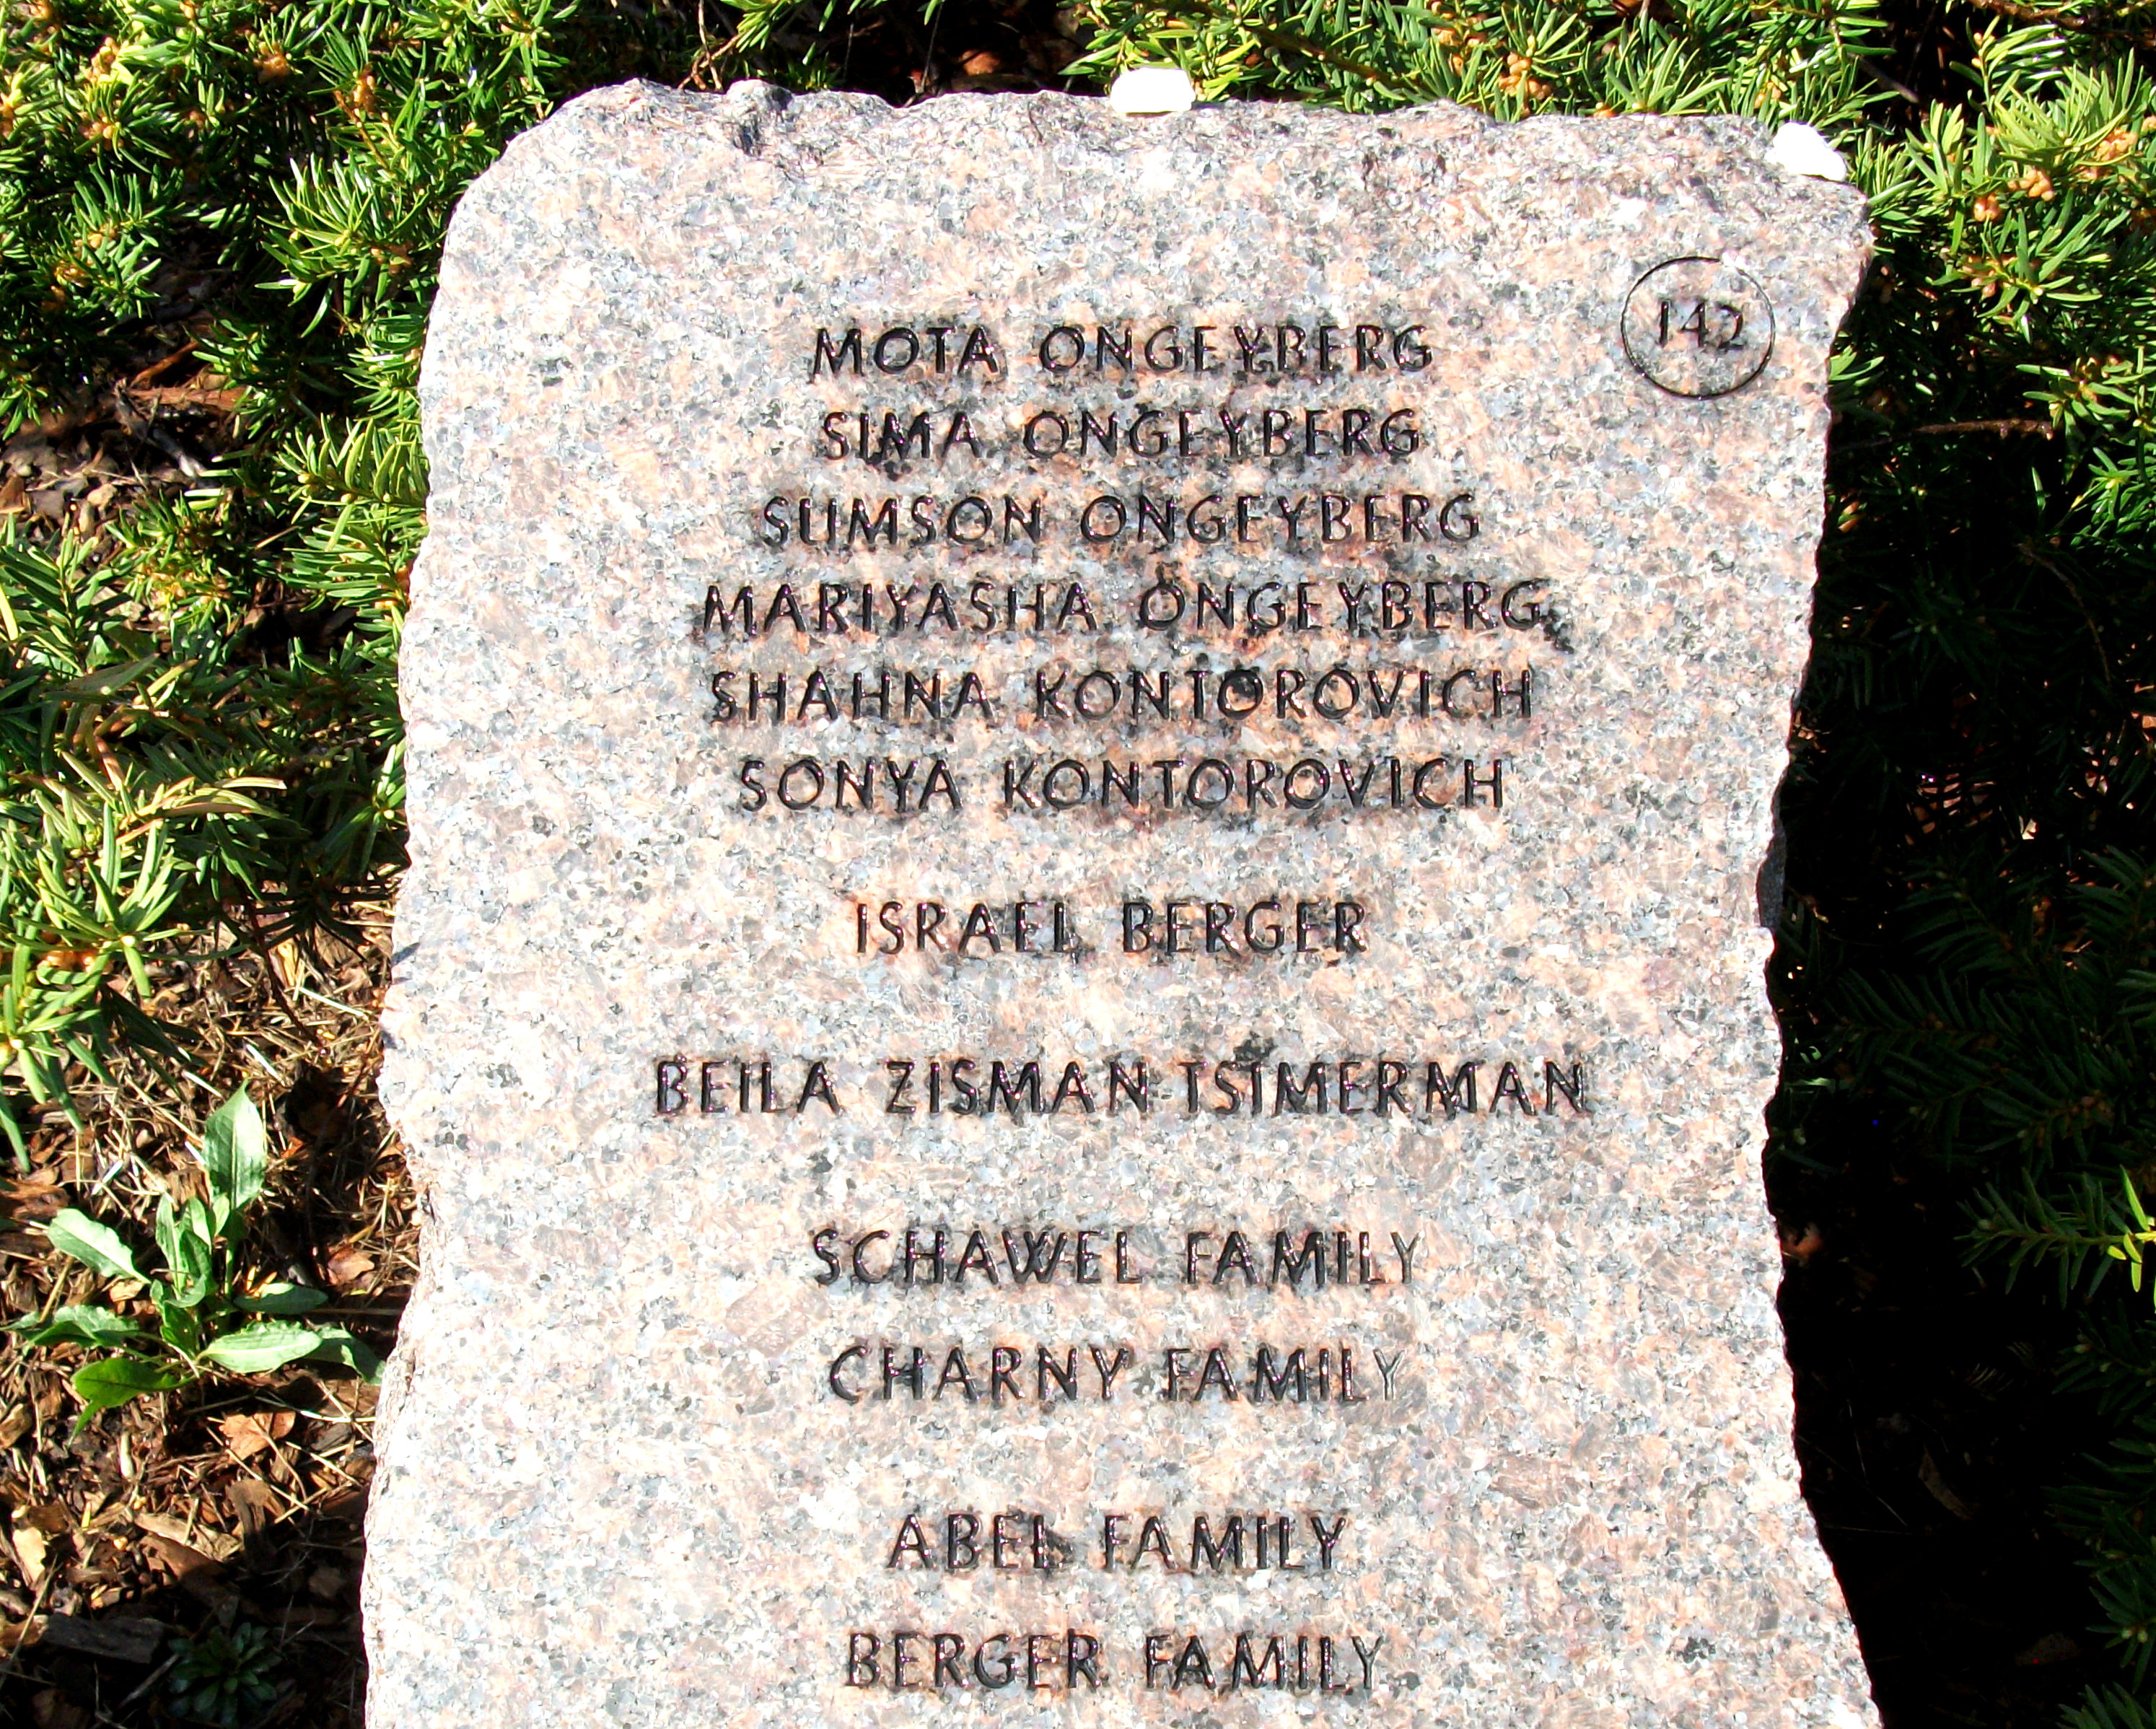 142
MOTA ONGEYBERG
SIMA ONGEYBERG
SUMSON ONGEYBERG
MARIYASHA ONGEYBERG
SHAHNA KONTOROVICH
SONYA KONTOROVICH
ISRAEL BERGER
BEILA ZISMAN TSIMERMAN
SCHAWEL FAMILY
CHARNY FAMILY
ABEL FAMILY
BERGER FAMILY